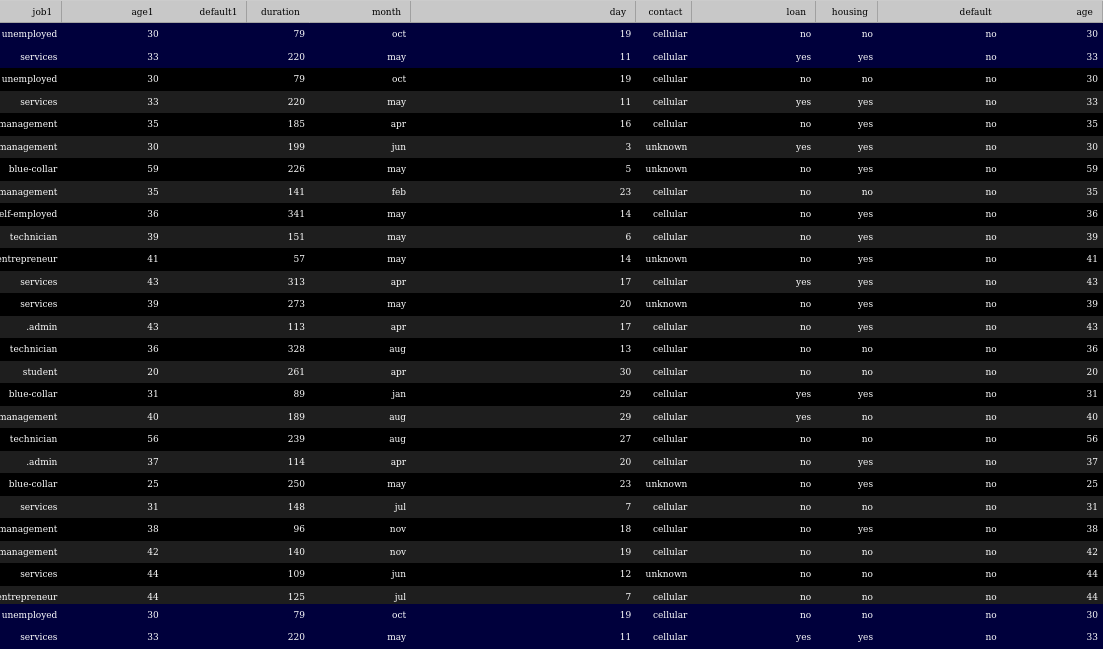 job1 age1 default1 duration month day contact loan housing default age
unemployed 30 79 oct 19 cellular no no no 30
services 33 220 may 11 cellular yes yes no 33
unemployed 30 79 oct 19 cellular no no no 30
services 33 220 may 11 cellular yes yes no 33
management 35 185 apr 16 cellular no yes no 35
management 30 199 jun 3 unknown yes yes no 30
blue-collar 59 226 may 5 unknown no yes no 59
management 35 141 feb 23 cellular no no no 35
elf-employed 36 341 may 14 cellular no yes no 36
technician 39 151 may 6 cellular no yes no 39
entrepreneur 41 57 may 14 unknown no yes no 41
services 43 313 apr 17 cellular yes yes no 43
services 39 273 may 20 unknown no yes no 39
.admin 43 113 apr 17 cellular no yes no 43
technician 36 328 aug 13 cellular no no no 36
student 20 261 apr 30 cellular no no no 20
blue-collar 31 89 jan 29 cellular yes yes no 31
management 40 189 aug 29 cellular yes no no 40
technician 56 239 aug 27 cellular no no no 56
.admin 37 114 apr 20 cellular no yes no 37
blue-collar 25 250 may 23 unknown no yes no 25
services 31 148 jul 7 cellular no no no 31
management 38 96 nov 18 cellular no yes no 38
management 42 140 nov 19 cellular no no no 42
services 44 109 jun 12 unknown no no no 44
entrepreneur 44 125 jul 7 cellular no no no 44
unemployed 30 79 oct 19 cellular no no no 30
services 33 220 may 11 cellular yes yes no 33